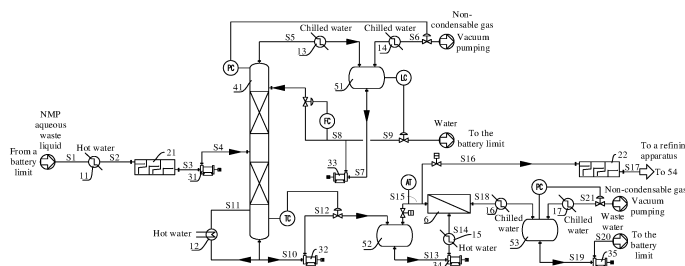 Non-
condensable gas
Vacuum
pumping
Chilled water
Chilled water
S5
13
S6
14
PC
41
51
LC
NMP
aqueous
waste
liquid
Hot water
From a
battery
limit
S1
S2
11
21
S3
31
S4
FC
S8
S9
Water
To the
battery limit
33
S7
To a refining
apparatus
22
S16
S17
To 54
S11
TC
S12
AT
S15
S18
16
Chilled
water
PC
17
Chilled
water
S21
Non-condensable gas
Vacuum
pumping
Waste
water
Hot water
12
S10
32
52
6
S14
15
Hot water
S13
34
53
S19
S20
35
To the
battery
limit